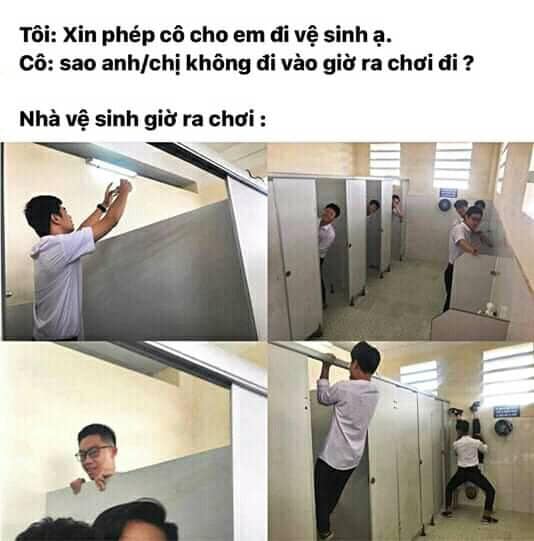 Tôi: Xin phép cô cho em đi vệ sinh ạ.
Cô: sao anh/chị không đi vào giờ ra chơi đi ?
Nhà vệ sinh giờ ra chơi :